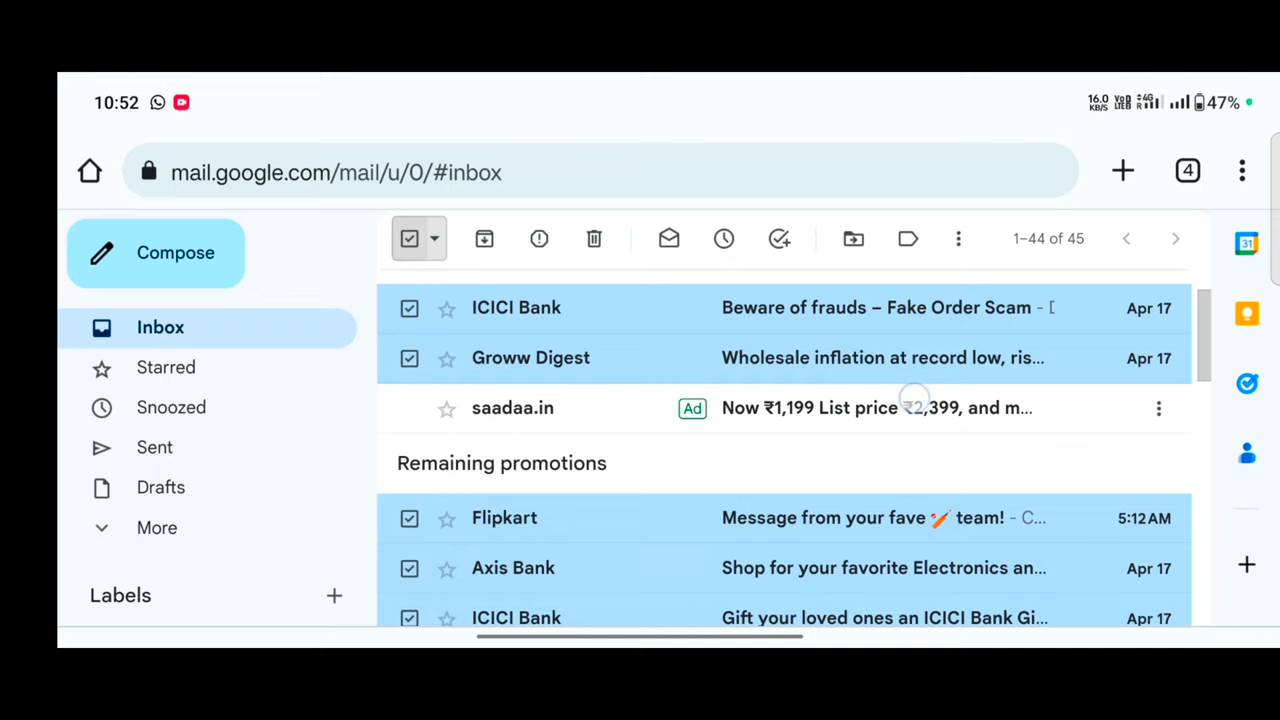 10:52
16.0 KB/S 4G R 47%
mail.google.com/mail/u/0/#inbox
4
Compose
1–44 of 45
31
ICICI Bank Beware of frauds – Fake Order Scam - Apr 17
Inbox
Groww Digest Wholesale inflation at record low, ris... Apr 17
Starred
saadaa.in Ad Now ₹1,199 List price ₹2,399, and m...
Snoozed
Sent
Remaining promotions
Drafts
Flipkart Message from your fave 🏏 team! - C... 5:12 AM
More
Axis Bank Shop for your favorite Electronics an... Apr 17
Labels
ICICI Bank Gift your loved ones an ICICI Bank Gi... Apr 17